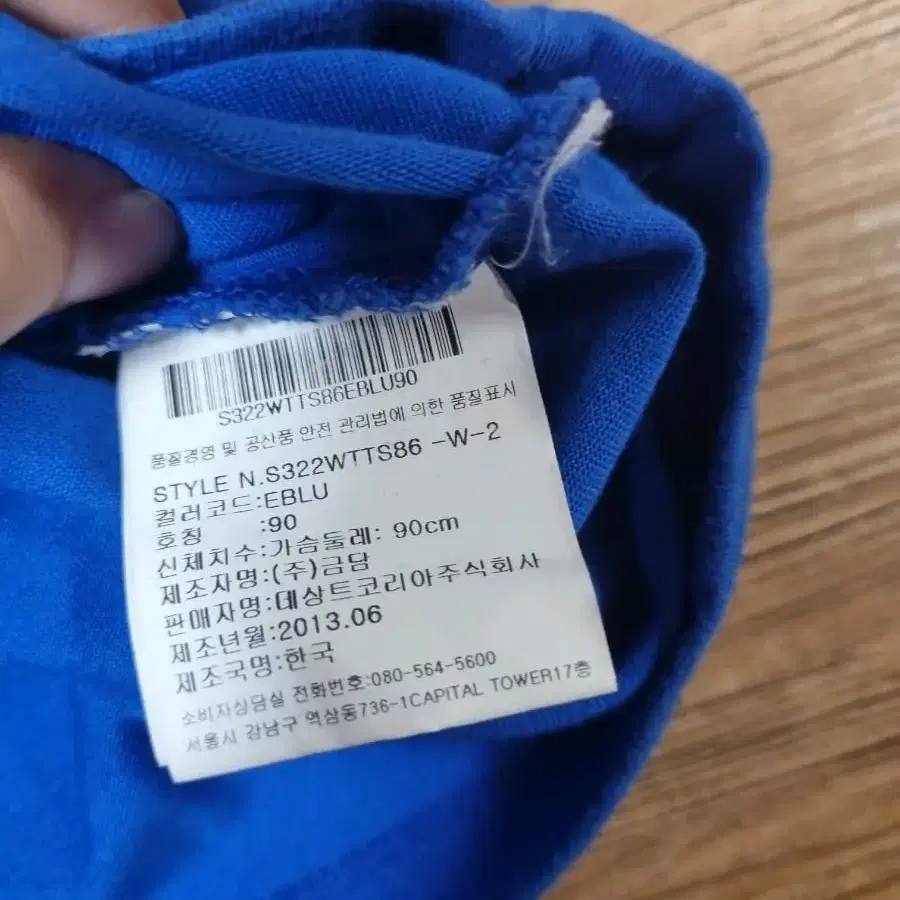 S322WTTS86EBLU90
품질경영 및 공산품 안전 관리법에 의한 품질표시
STYLE N.S322WTTS86 -W-2
컬러코드:EBLU
호칭 :90
신체치수:가슴둘레: 90cm
제조자명:(주)금담
판매자명:데상트코리아주식회사
제조년월:2013.06
제조국명:한국
소비자상담실 전화번호:080-564-5600
서울시 강남구 역삼동736-1CAPITAL TOWER17층